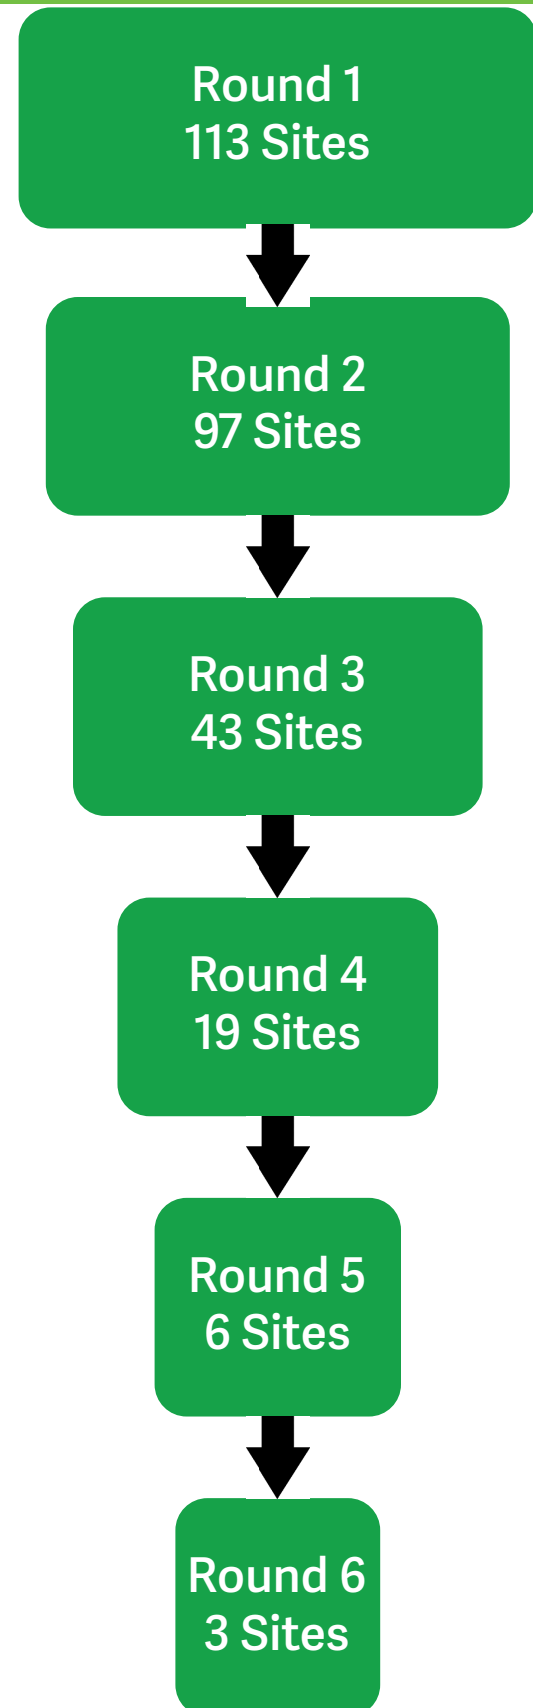 Round 1
113 Sites
Round 2
97 Sites
Round 3
43 Sites
Round 4
19 Sites
Round 5
6 Sites
Round 6
3 Sites